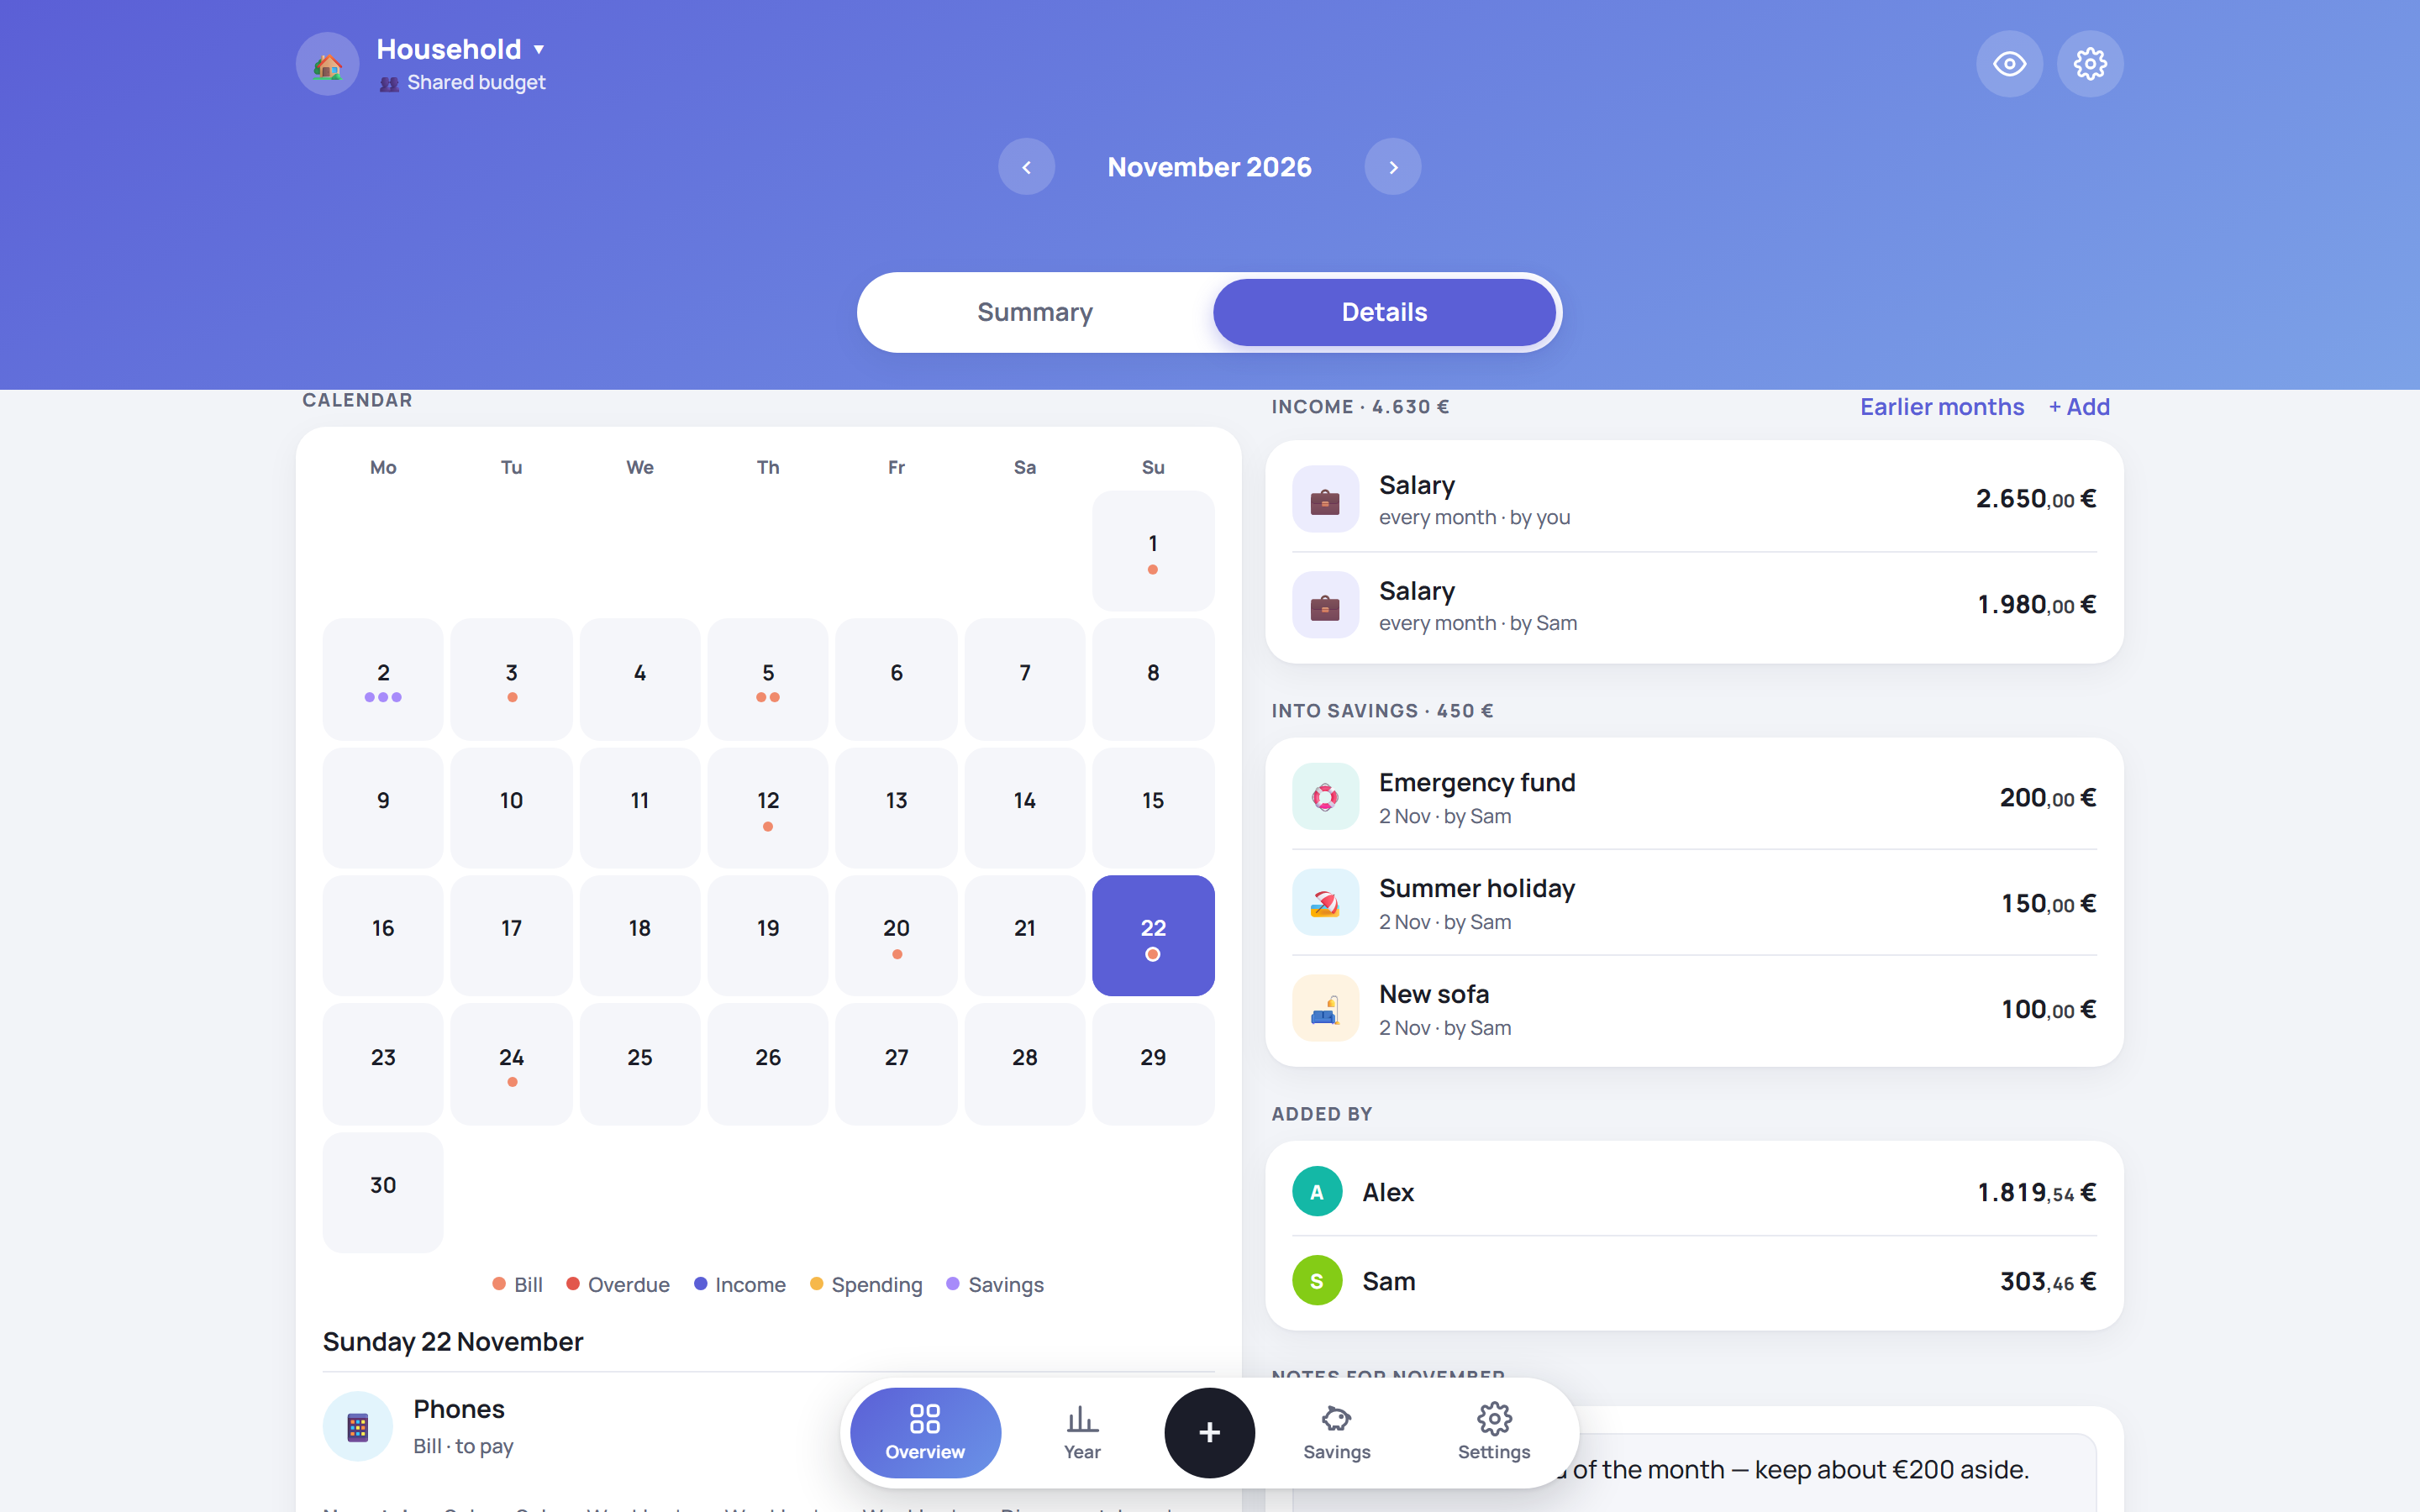 Household ▼
Shared budget
November 2026
Summary
Details
CALENDAR
Mo Tu We Th Fr Sa Su
1
2 3 4 5 6 7 8
9 10 11 12 13 14 15
16 17 18 19 20 21 22
23 24 25 26 27 28 29
30
Bill Overdue Income Spending Savings
Sunday 22 November
Phones
Bill · to pay
INCOME · 4.630 €
Earlier months + Add
Salary
every month · by you
2.650,00 €
Salary
every month · by Sam
1.980,00 €
INTO SAVINGS · 450 €
Emergency fund
2 Nov · by Sam
200,00 €
Summer holiday
2 Nov · by Sam
150,00 €
New sofa
2 Nov · by Sam
100,00 €
ADDED BY
A Alex
1.819,54 €
S Sam
303,46 €
NOTES FOR NOVEMBER
of the month — keep about €200 aside.
Overview
Year
+
Savings
Settings